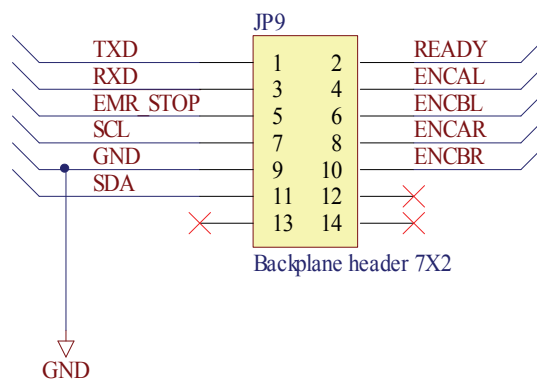 JP9
TXD 1 2 READY
RXD 3 4 ENCAL
EMR_STOP 5 6 ENCBL
SCL 7 8 ENCAR
GND 9 10 ENCBR
SDA 11 12
13 14
Backplane header 7X2
GND